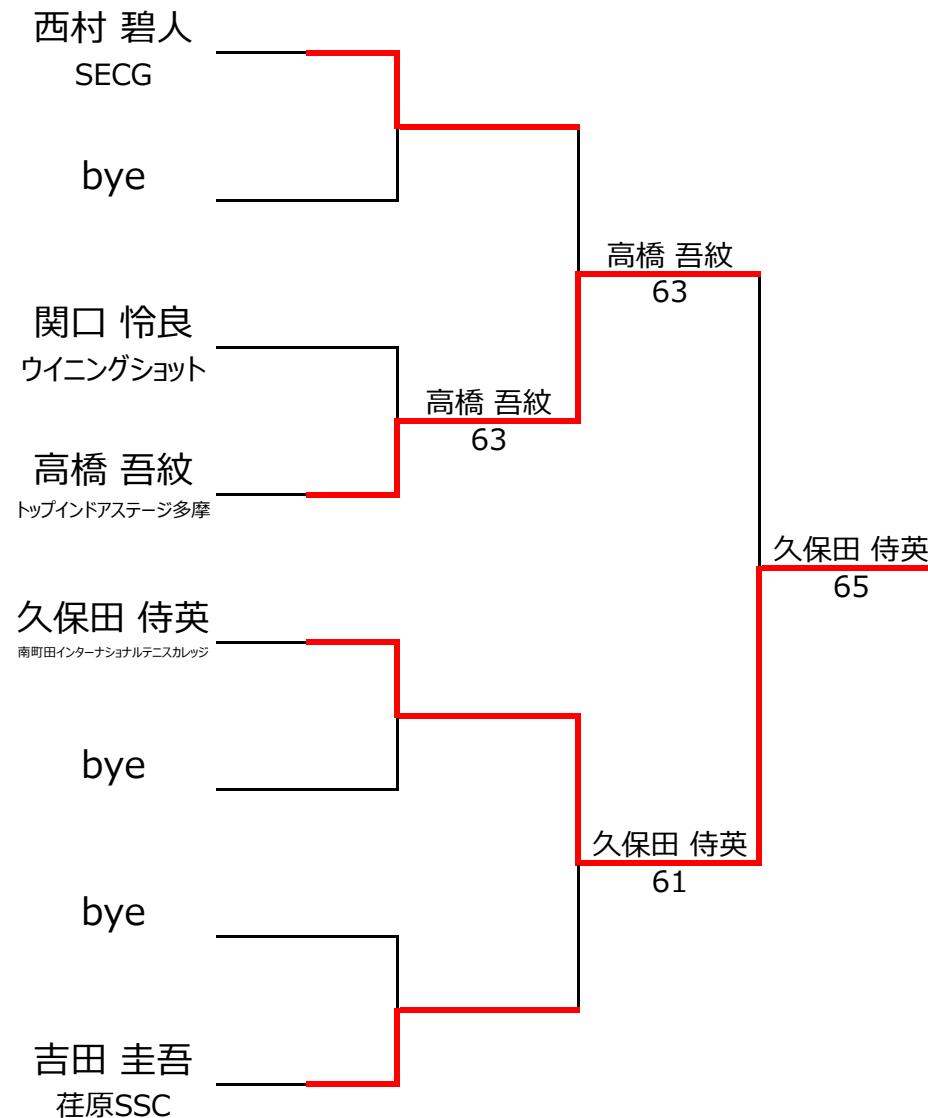 西村 碧人
SECG
bye
関口 怜良
ウイニングショット
高橋 吾紋
トップインドアステージ多摩
久保田 侍英
南町田インターナショナルテニスカレッジ
bye
bye
吉田 圭吾
荏原SSC
高橋 吾紋
63
高橋 吾紋
63
久保田 侍英
61
久保田 侍英
65